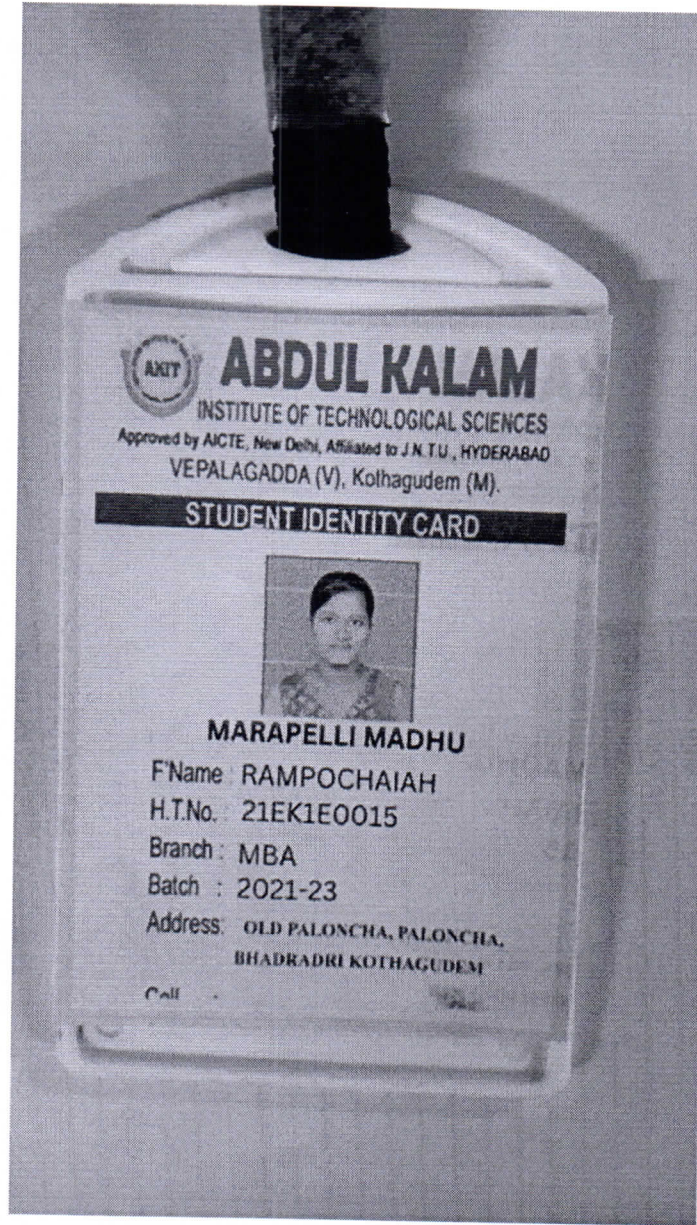 AKIT
ABDUL KALAM
INSTITUTE OF TECHNOLOGICAL SCIENCES
Approved by AICTE, New Delhi, Affiliated to J.N.T.U., HYDERABAD
VEPALAGADDA (V), Kothagudem (M).
STUDENT IDENTITY CARD
MARAPELLI MADHU
F'Name : RAMPOCHAIAH
H.T.No. : 21EK1E0015
Branch : MBA
Batch : 2021-23
Address: OLD PALONCHA, PALONCHA,
BHADRADRI KOTHAGUDEM
Cell :